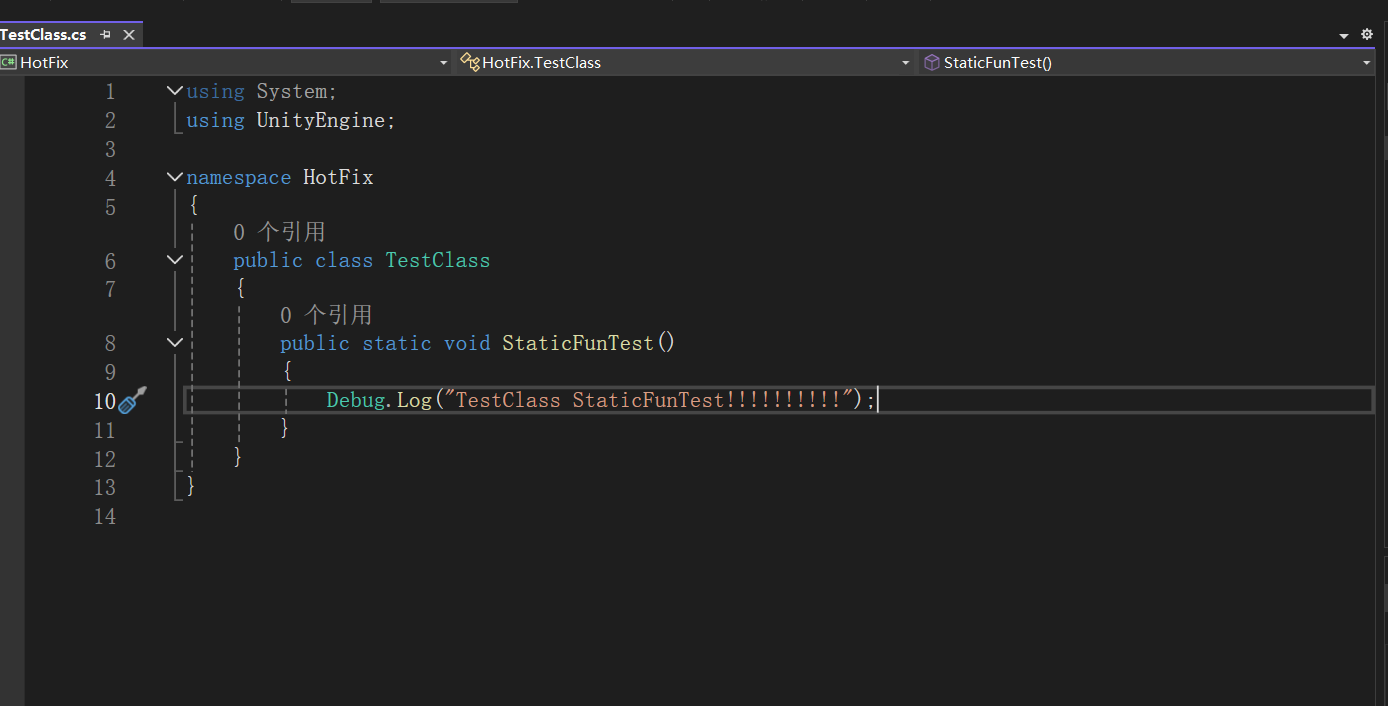 TestClass.cs
C# HotFix HotFix.TestClass StaticFunTest()
1 using System;
2 using UnityEngine;
3
4 namespace HotFix
5 {
0 个引用
6 public class TestClass
7 {
0 个引用
8 public static void StaticFunTest()
9 {
10 Debug.Log("TestClass StaticFunTest!!!!!!!!!!");
11 }
12 }
13 }
14